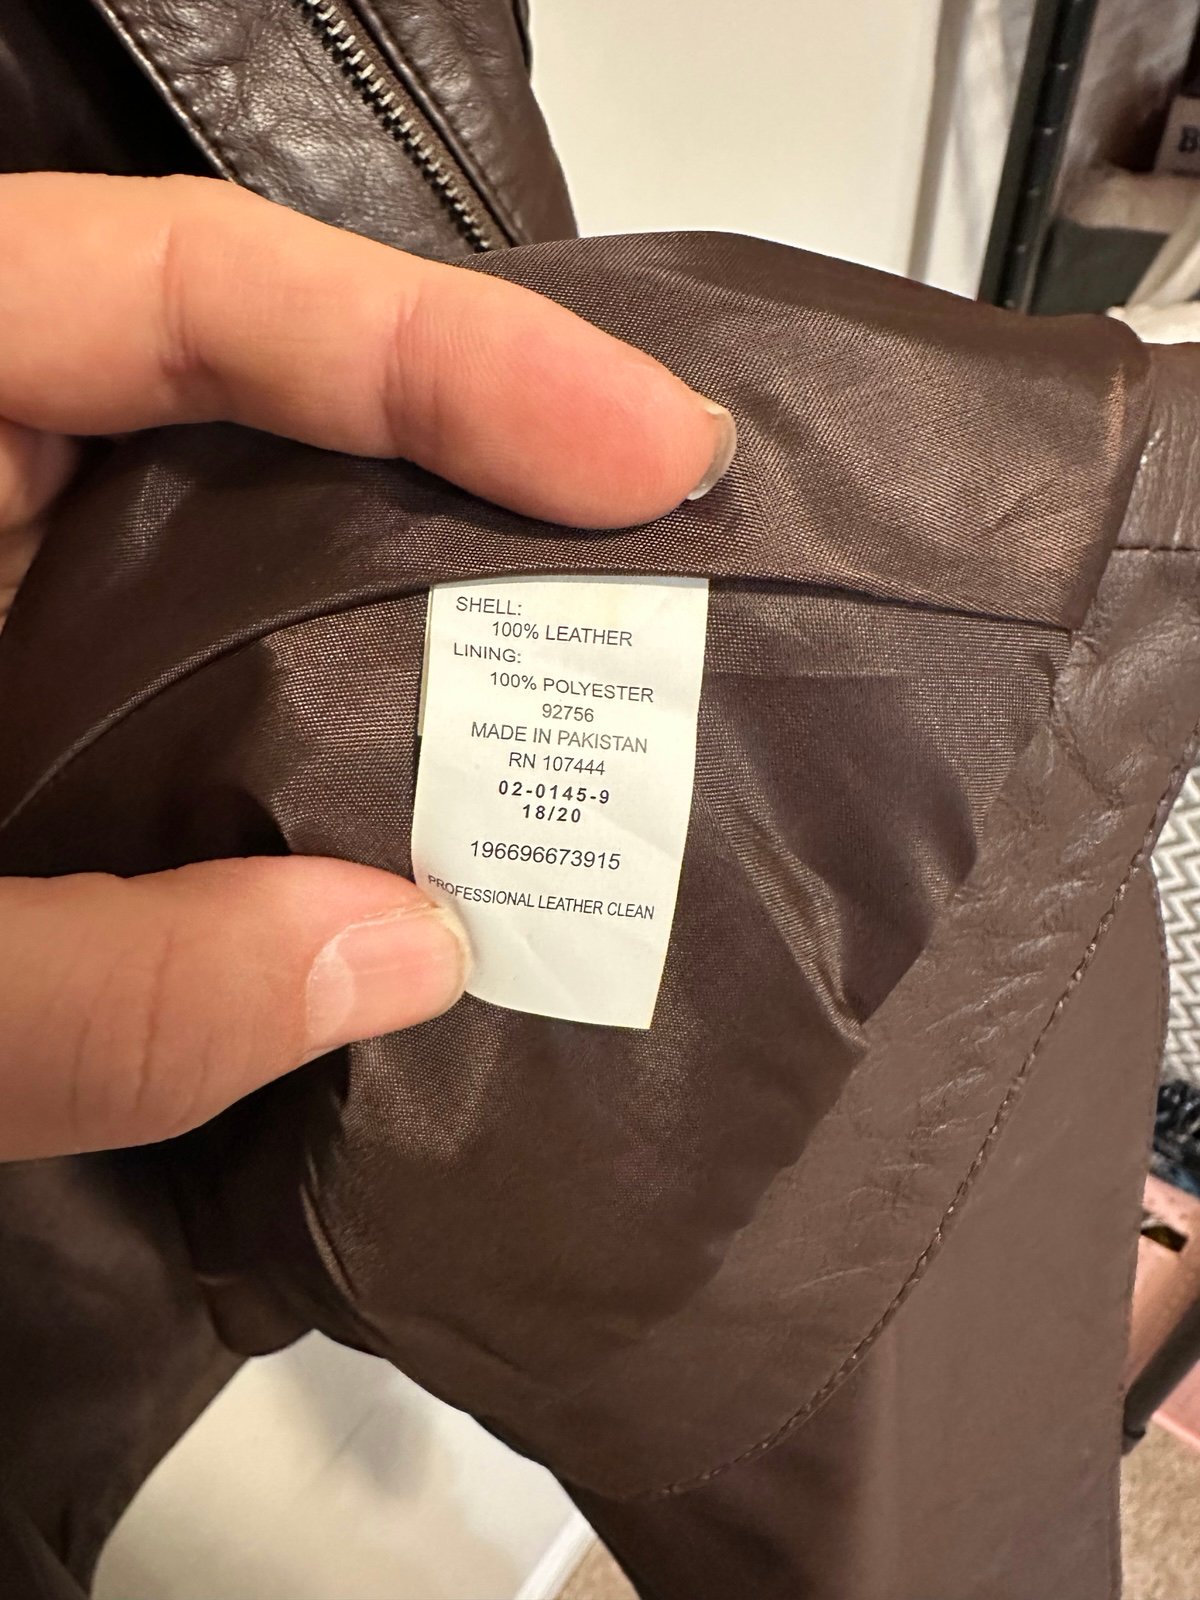 SHELL:
100% LEATHER
LINING:
100% POLYESTER
92756
MADE IN PAKISTAN
RN 107444
02-0145-9
18/20
196696673915
PROFESSIONAL LEATHER CLEAN